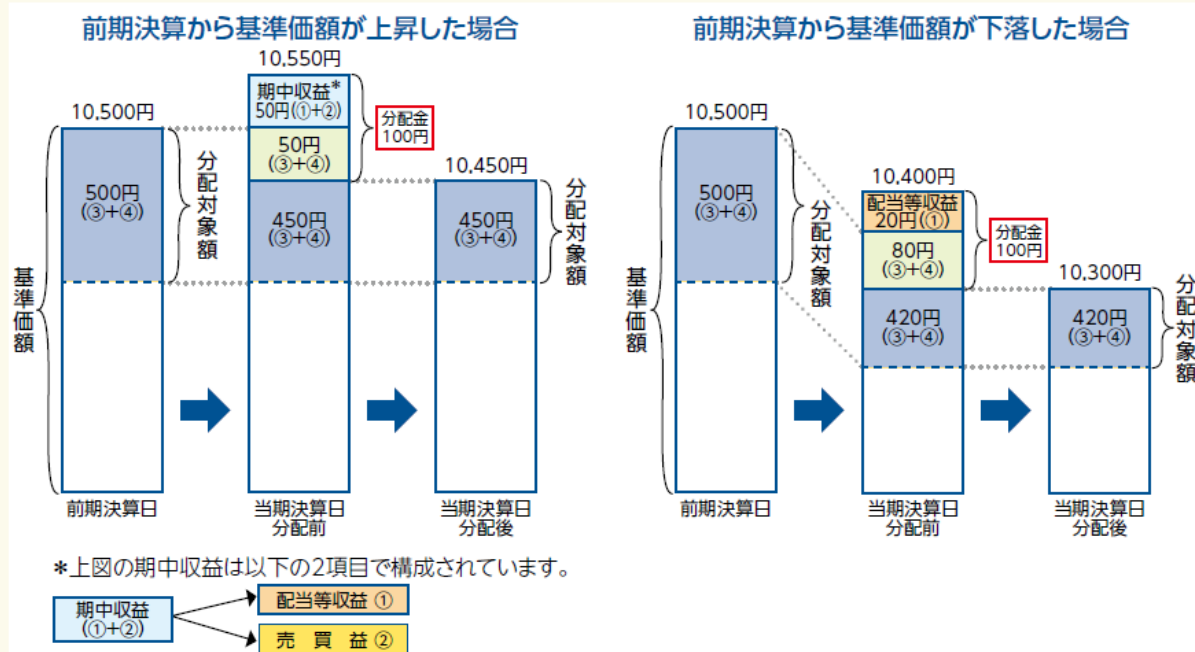 前期決算から基準価額が上昇した場合
10,500円
10,550円
期中収益*
50円(①+②)
分配金
100円
50円
(③+④)
10,450円
500円
(③+④)
分配対象額
450円
(③+④)
450円
(③+④)
分配対象額
基準価額
前期決算日
当期決算日
分配前
当期決算日
分配後
*上図の期中収益は以下の2項目で構成されています。
期中収益
(①+②)
配当等収益 ①
売 買 益 ②
前期決算から基準価額が下落した場合
10,500円
10,400円
配当等収益
20円(①)
分配金
100円
80円
(③+④)
10,300円
500円
(③+④)
分配対象額
420円
(③+④)
420円
(③+④)
分配対象額
基準価額
前期決算日
当期決算日
分配前
当期決算日
分配後